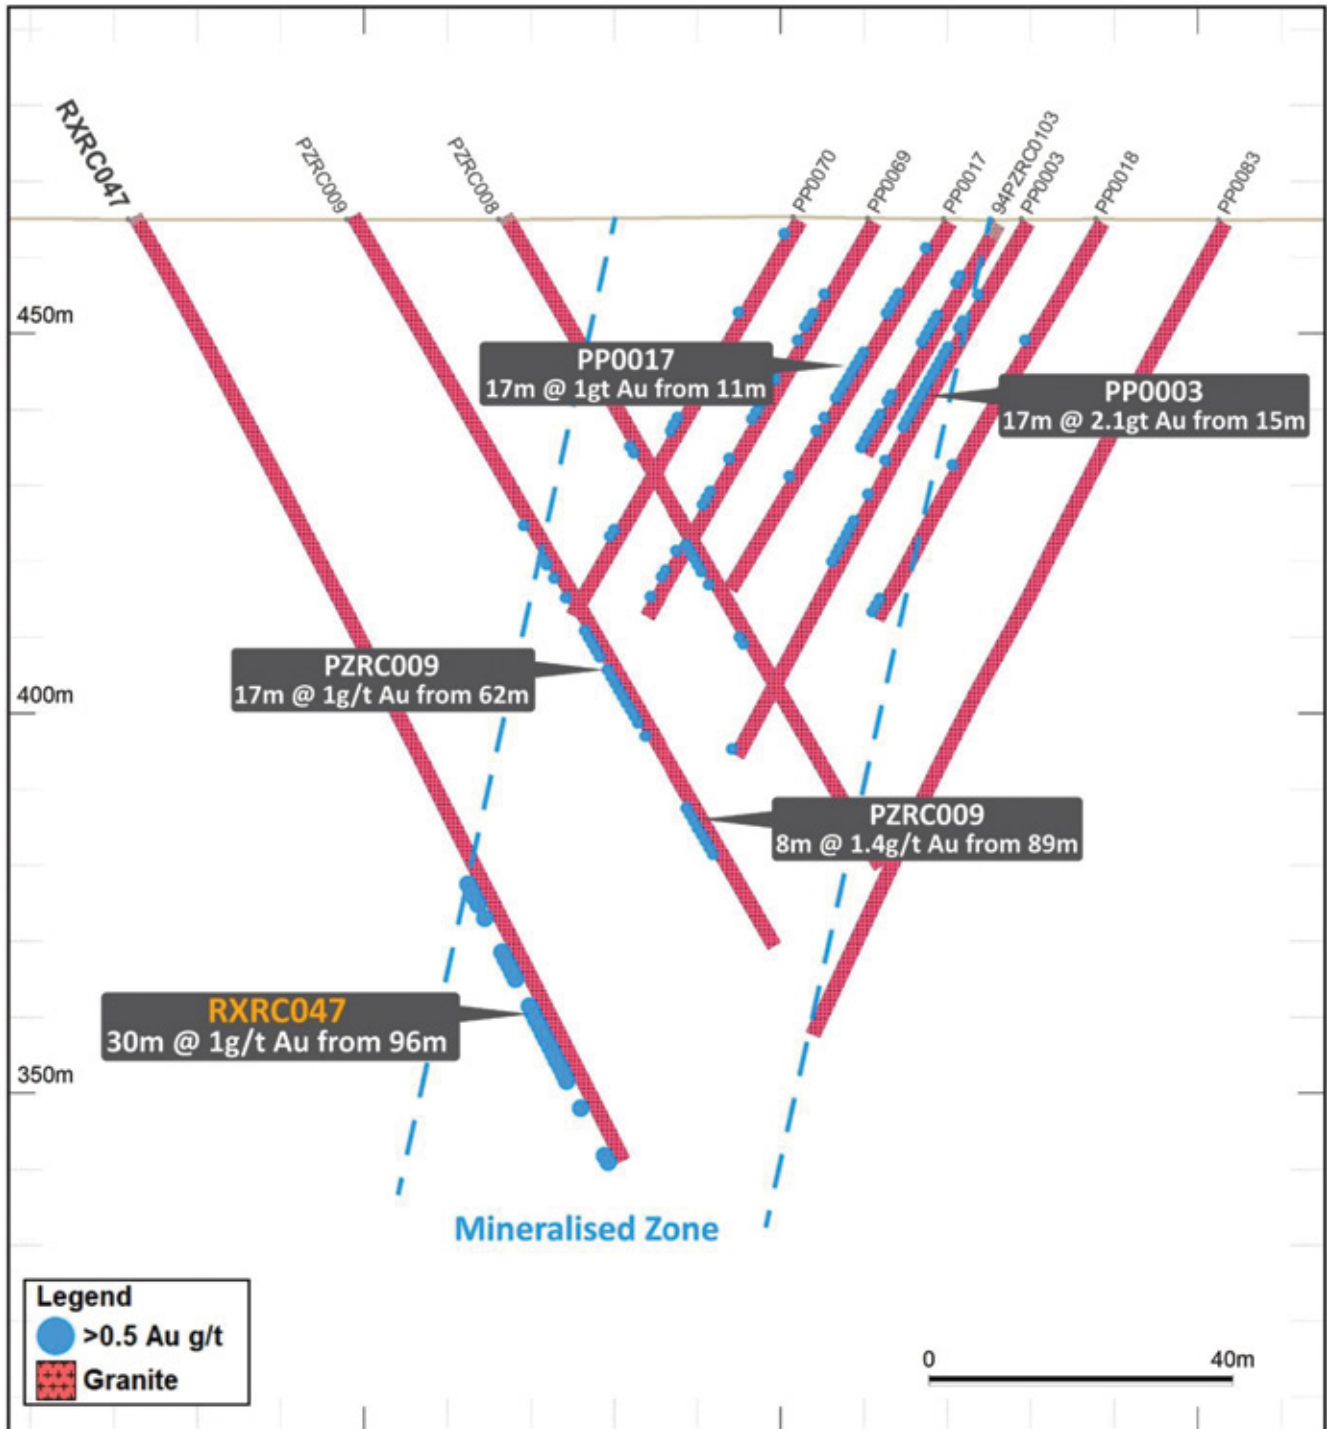 RXRC047
PZRC009
PZRC008
PP0070
PP0069
PP0017
94PZRC0103
PP0003
PP0018
PP0083
450m
PP0017
17m @ 1gt Au from 11m
PP0003
17m @ 2.1gt Au from 15m
PZRC009
17m @ 1g/t Au from 62m
400m
PZRC009
8m @ 1.4g/t Au from 89m
RXRC047
30m @ 1g/t Au from 96m
350m
Mineralised Zone
Legend
>0.5 Au g/t
Granite
0 40m